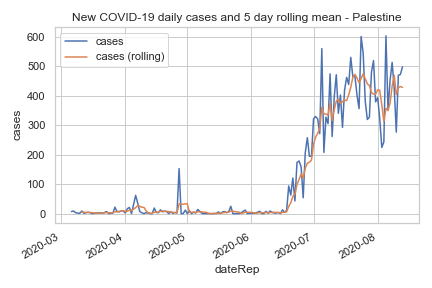 New COVID-19 daily cases and 5 day rolling mean - Palestine
cases
cases (rolling)
600
500
400
300
200
100
0
cases
2020-03
2020-04
2020-05
2020-06
2020-07
2020-08
dateRep